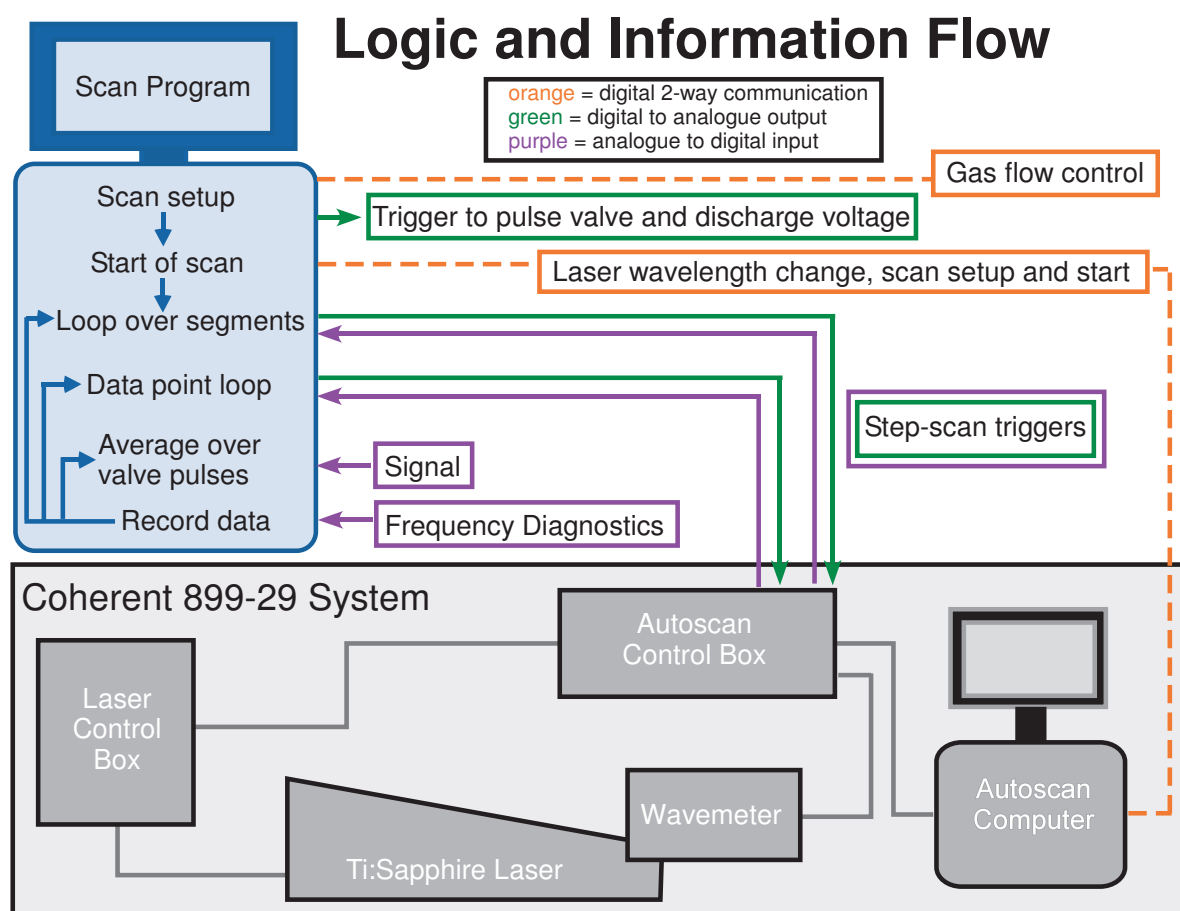 Logic and Information Flow
Scan Program
orange = digital 2-way communication
green = digital to analogue output
purple = analogue to digital input
Scan setup
Start of scan
Loop over segments
Data point loop
Average over
valve pulses
Record data
Gas flow control
Trigger to pulse valve and discharge voltage
Laser wavelength change, scan setup and start
Step-scan triggers
Signal
Frequency Diagnostics
Coherent 899-29 System
Autoscan
Control Box
Laser
Control
Box
Wavemeter
Ti:Sapphire Laser
Autoscan
Computer